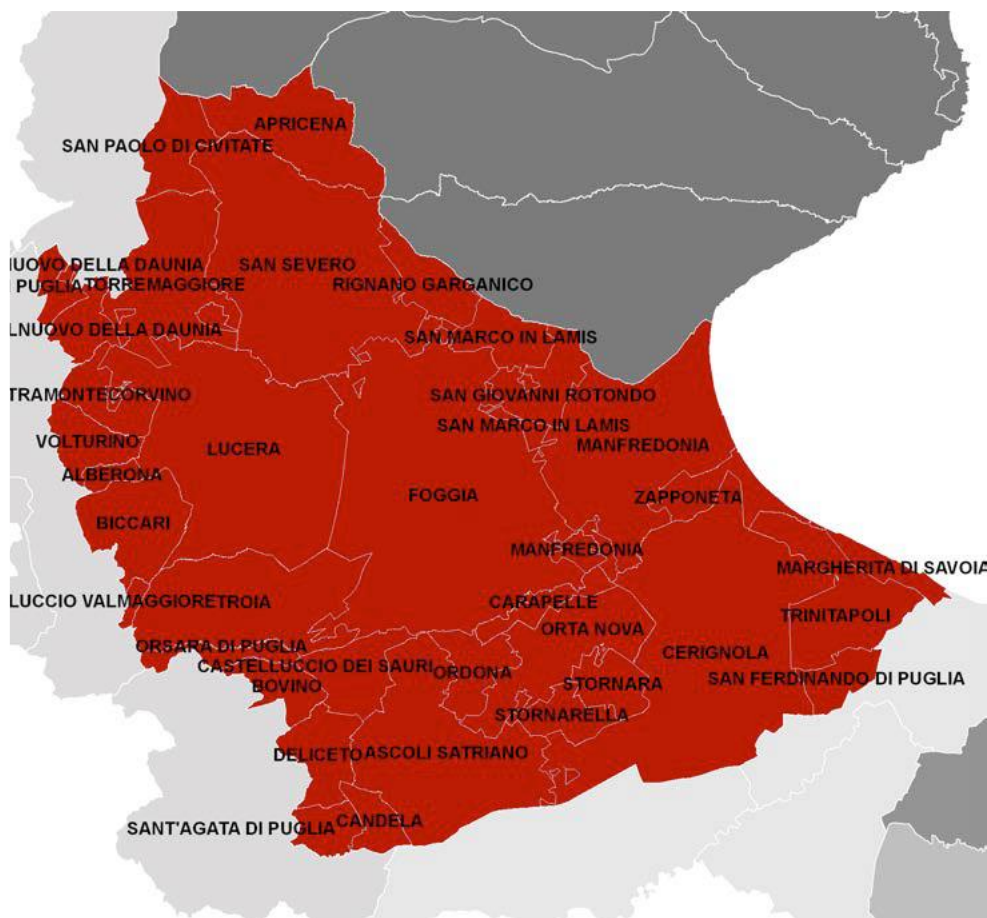 APRICENA
SAN PAOLO DI CIVITATE
NUOVO DELLA DAUNIA
SAN SEVERO
I PUGLIA
TORREMAGGIORE
RIGNANO GARGANICO
LNUOVO DELLA DAUNIA
SAN MARCO IN LAMIS
TRAMONTECORVINO
SAN GIOVANNI ROTONDO
SAN MARCO IN LAMIS
VOLTURINO
LUCERA
MANFREDONIA
ALBERONA
FOGGIA
ZAPPONETA
BICCARI
MANFREDONIA
MARGHERITA DI SAVOIA
LUCCIO VALMAGGIORE
TROIA
CARAPELLE
TRINITAPOLI
ORTA NOVA
ORSARA DI PUGLIA
CERIGNOLA
CASTELLUCCIO DEI SAURI
ORDONA
SAN FERDINANDO DI PUGLIA
BOVINO
STORNARA
STORNARELLA
DELICETO
ASCOLI SATRIANO
SANT'AGATA DI PUGLIA
CANDELA